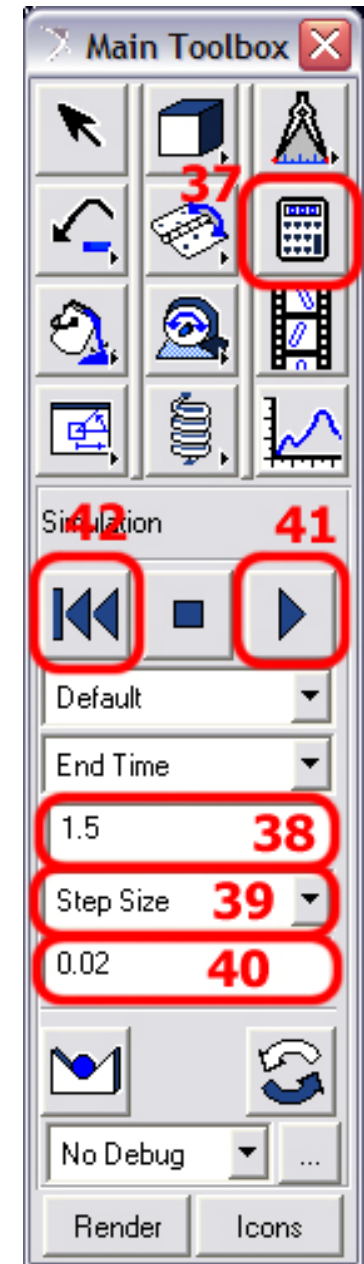 Main Toolbox
37
Simulation
42
41
Default
End Time
1.5
38
Step Size
39
0.02
40
No Debug
...
Render
Icons